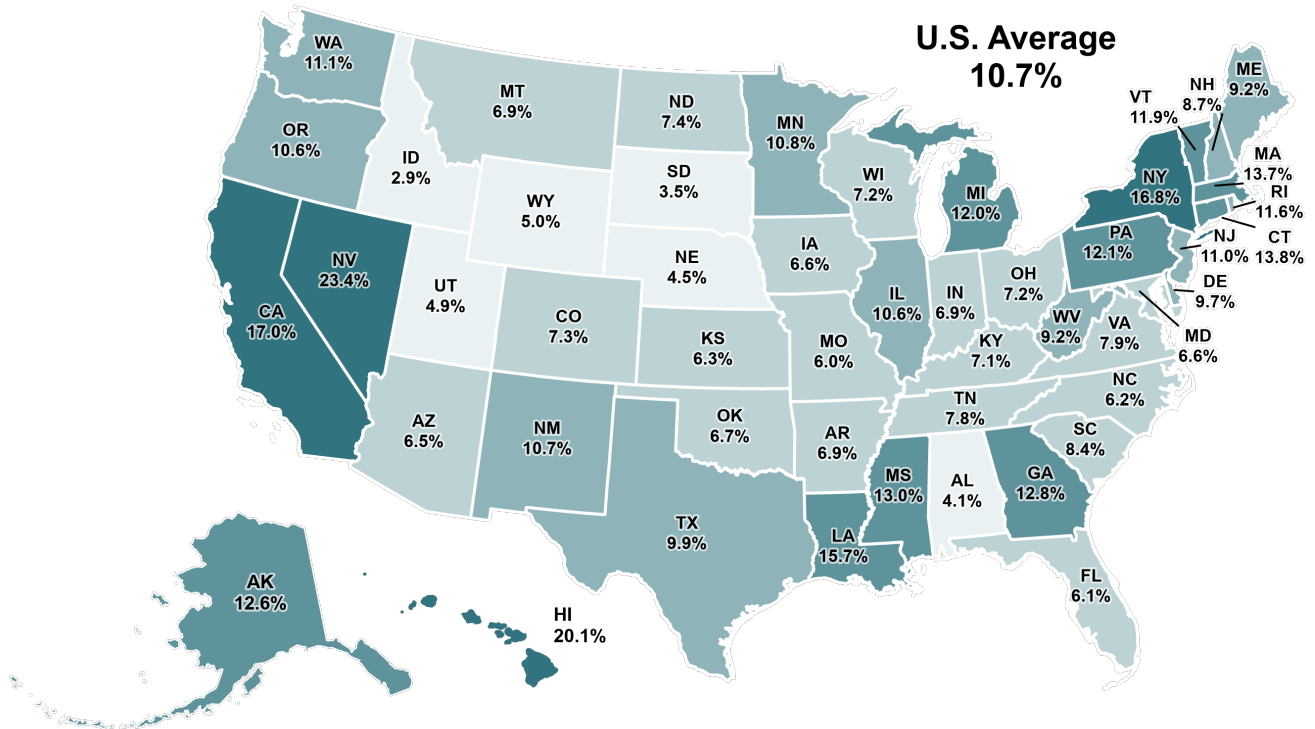 U.S. Average
10.7%
WA
11.1%
OR
10.6%
CA
17.0%
NV
23.4%
ID
2.9%
MT
6.9%
WY
5.0%
UT
4.9%
AZ
6.5%
CO
7.3%
NM
10.7%
ND
7.4%
SD
3.5%
NE
4.5%
KS
6.3%
OK
6.7%
TX
9.9%
MN
10.8%
IA
6.6%
MO
6.0%
AR
6.9%
LA
15.7%
WI
7.2%
IL
10.6%
MI
12.0%
IN
6.9%
OH
7.2%
KY
7.1%
TN
7.8%
MS
13.0%
AL
4.1%
GA
12.8%
FL
6.1%
SC
8.4%
NC
6.2%
VA
7.9%
WV
9.2%
PA
12.1%
NY
16.8%
VT
11.9%
NH
8.7%
ME
9.2%
MA
13.7%
RI
11.6%
CT
13.8%
NJ
11.0%
DE
9.7%
MD
6.6%
AK
12.6%
HI
20.1%